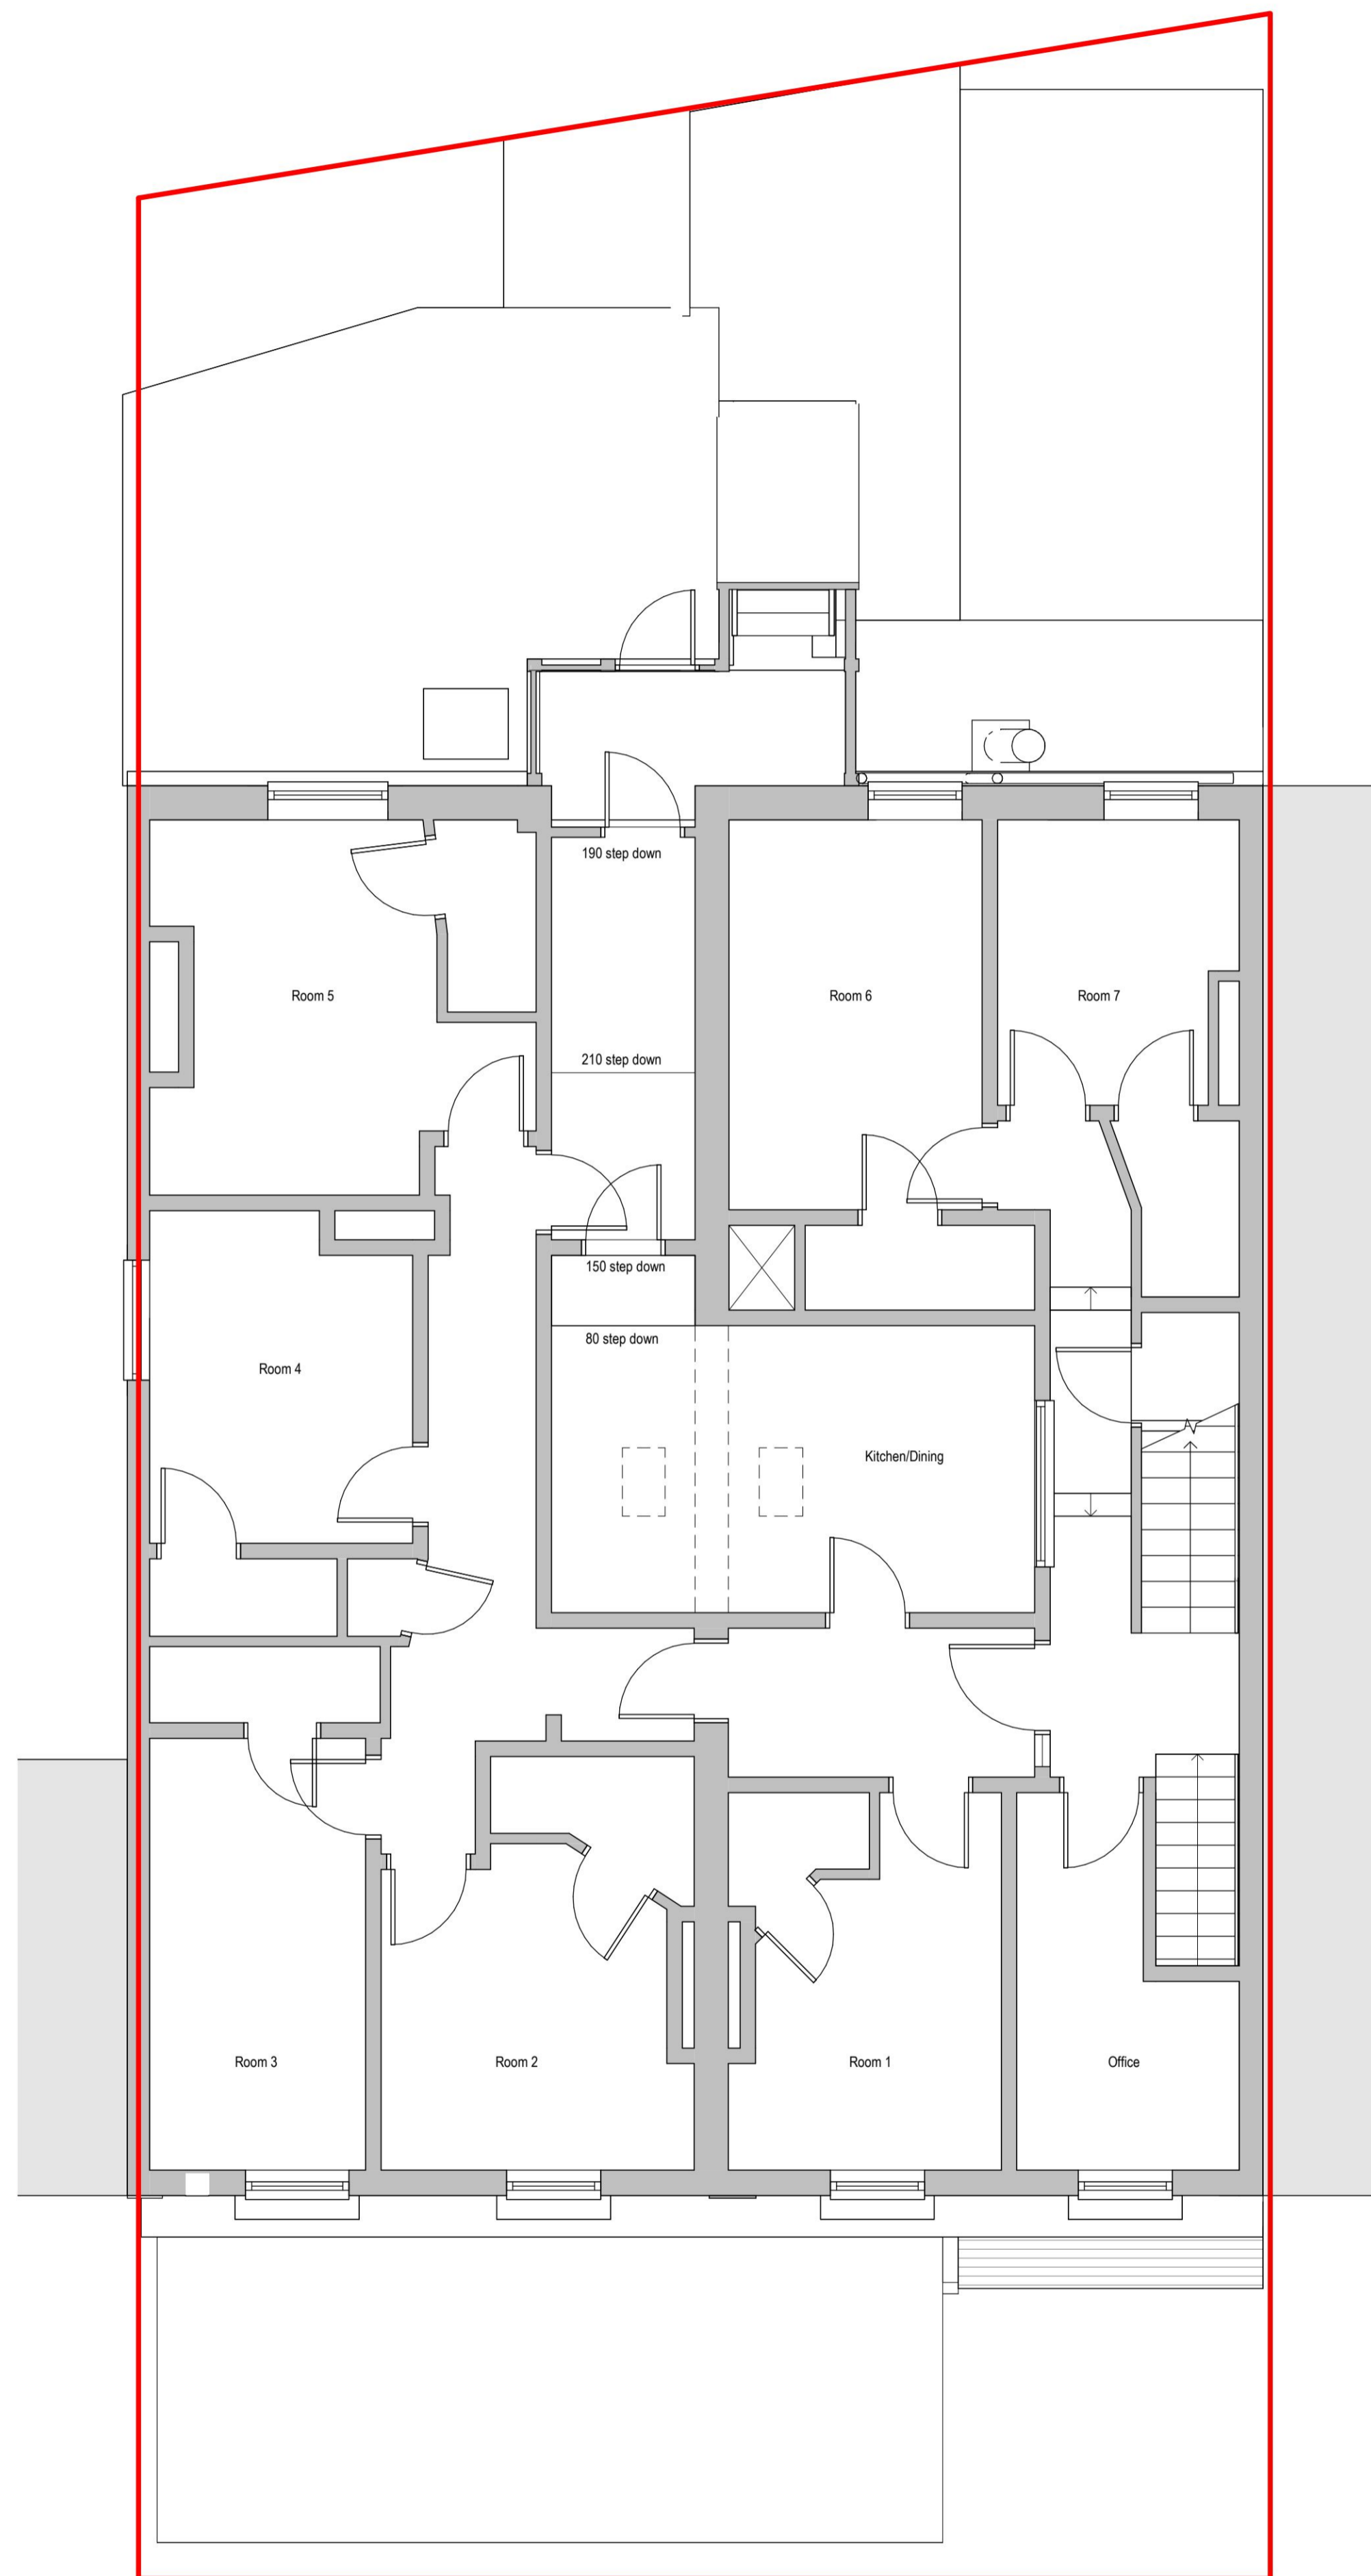 190 step down
Room 5
Room 6
Room 7
210 step down
150 step down
80 step down
Room 4
Kitchen/Dining
Room 3
Room 2
Room 1
Office